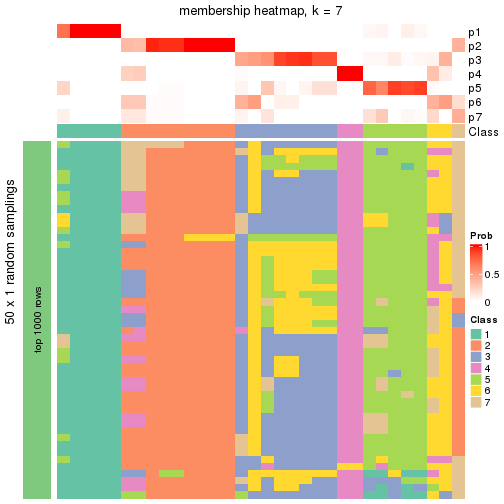 membership heatmap, k = 7
p1
p2
p3
p4
p5
p6
p7
Class
50 x 1 random samplings
top 1000 rows
Prob
1
0.5
0
Class
1
2
3
4
5
6
7